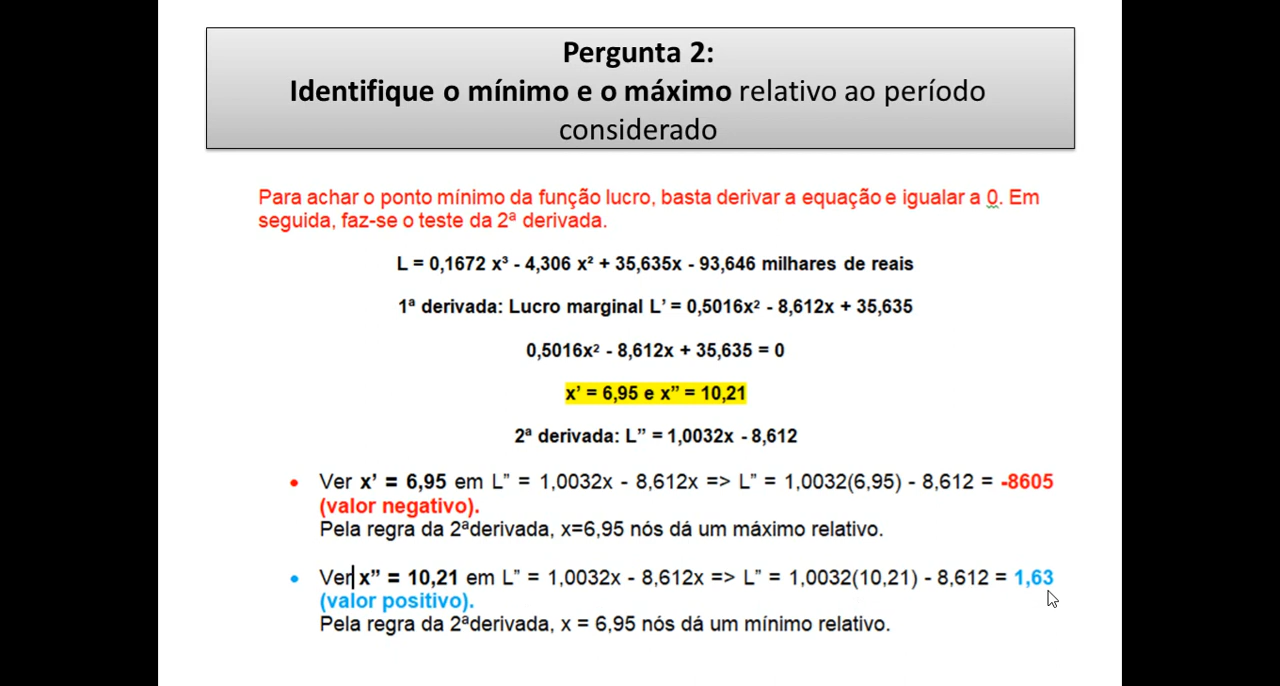 Pergunta 2:
Identifique o mínimo e o máximo relativo ao período
considerado
Para achar o ponto mínimo da função lucro, basta derivar a equação e igualar a 0. Em
seguida, faz-se o teste da 2ª derivada.
L = 0,1672 x³ - 4,306 x² + 35,635x - 93,646 milhares de reais
1ª derivada: Lucro marginal L’ = 0,5016x² - 8,612x + 35,635
0,5016x² - 8,612x + 35,635 = 0
x’ = 6,95 e x” = 10,21
2ª derivada: L” = 1,0032x - 8,612
• Ver x’ = 6,95 em L” = 1,0032x - 8,612x => L” = 1,0032(6,95) - 8,612 = -8605
(valor negativo).
Pela regra da 2ªderivada, x=6,95 nós dá um máximo relativo.
• Ver x” = 10,21 em L” = 1,0032x - 8,612x => L” = 1,0032(10,21) - 8,612 = 1,63
(valor positivo).
Pela regra da 2ªderivada, x = 6,95 nós dá um mínimo relativo.